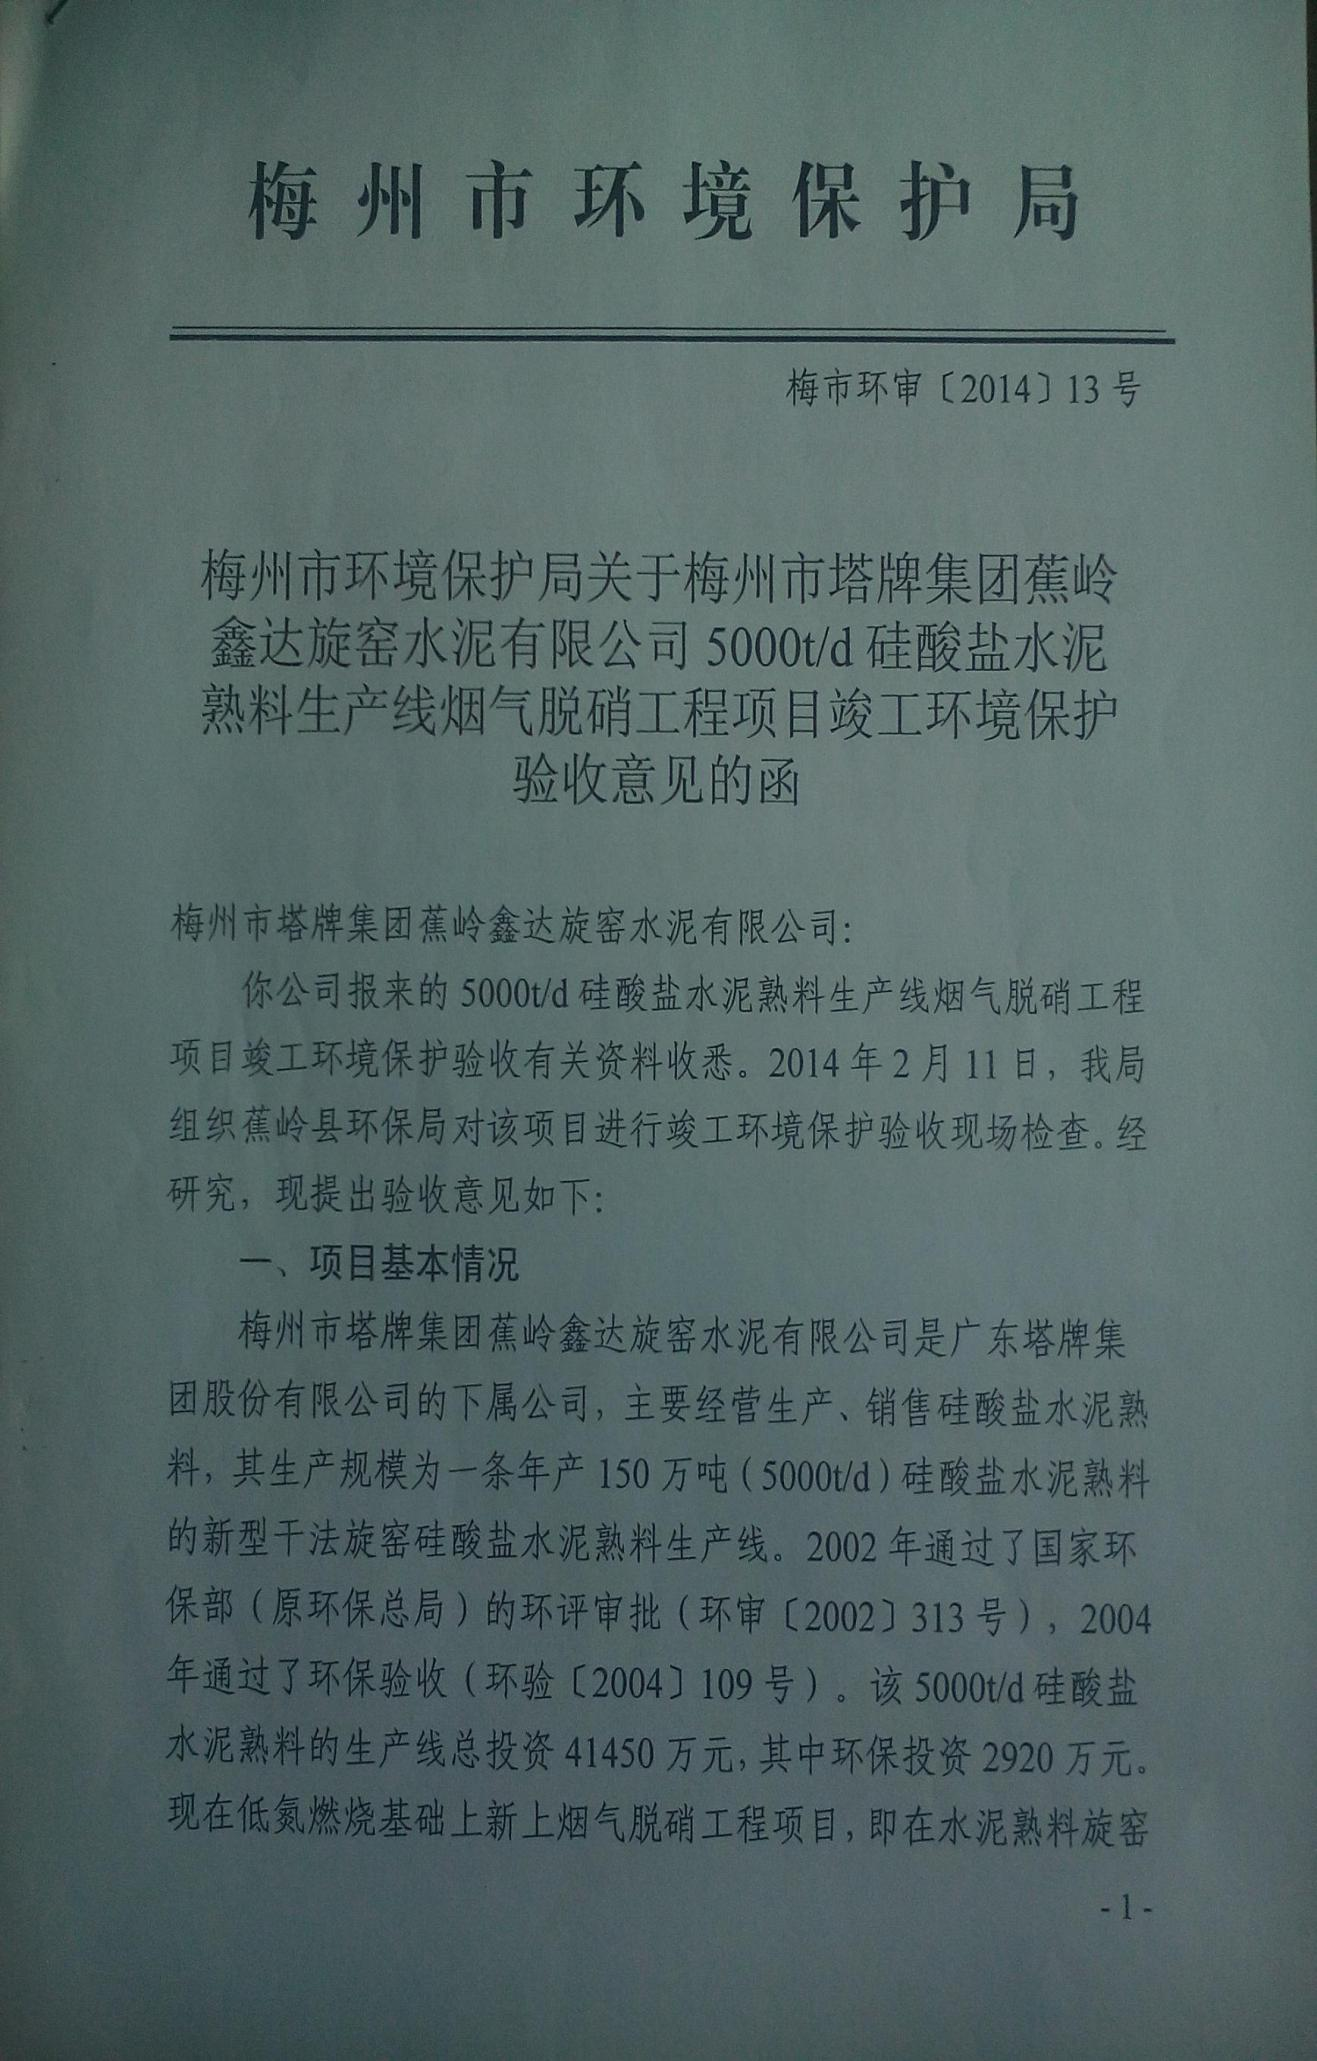 梅州市环境保护局
梅市环审〔2014〕13号
梅州市环境保护局关于梅州市塔牌集团蕉岭
鑫达旋窑水泥有限公司5000t/d硅酸盐水泥
熟料生产线烟气脱硝工程项目竣工环境保护
验收意见的函
梅州市塔牌集团蕉岭鑫达旋窑水泥有限公司：
你公司报来的5000t/d硅酸盐水泥熟料生产线烟气脱硝工程
项目竣工环境保护验收有关资料收悉。2014年2月11日，我局
组织蕉岭县环保局对该项目进行竣工环境保护验收现场检查。经
研究，现提出验收意见如下：
一、项目基本情况
梅州市塔牌集团蕉岭鑫达旋窑水泥有限公司是广东塔牌集
团股份有限公司的下属公司，主要经营生产、销售硅酸盐水泥熟
料，其生产规模为一条年产150万吨（5000t/d）硅酸盐水泥熟料
的新型干法旋窑硅酸盐水泥熟料生产线。2002年通过了国家环
保部（原环保总局）的环评审批（环审〔2002〕313号），2004
年通过了环保验收（环验〔2004〕109号）。该5000t/d硅酸盐
水泥熟料的生产线总投资41450万元，其中环保投资2920万元。
现在低氮燃烧基础上新上烟气脱硝工程项目，即在水泥熟料旋窑
-1-